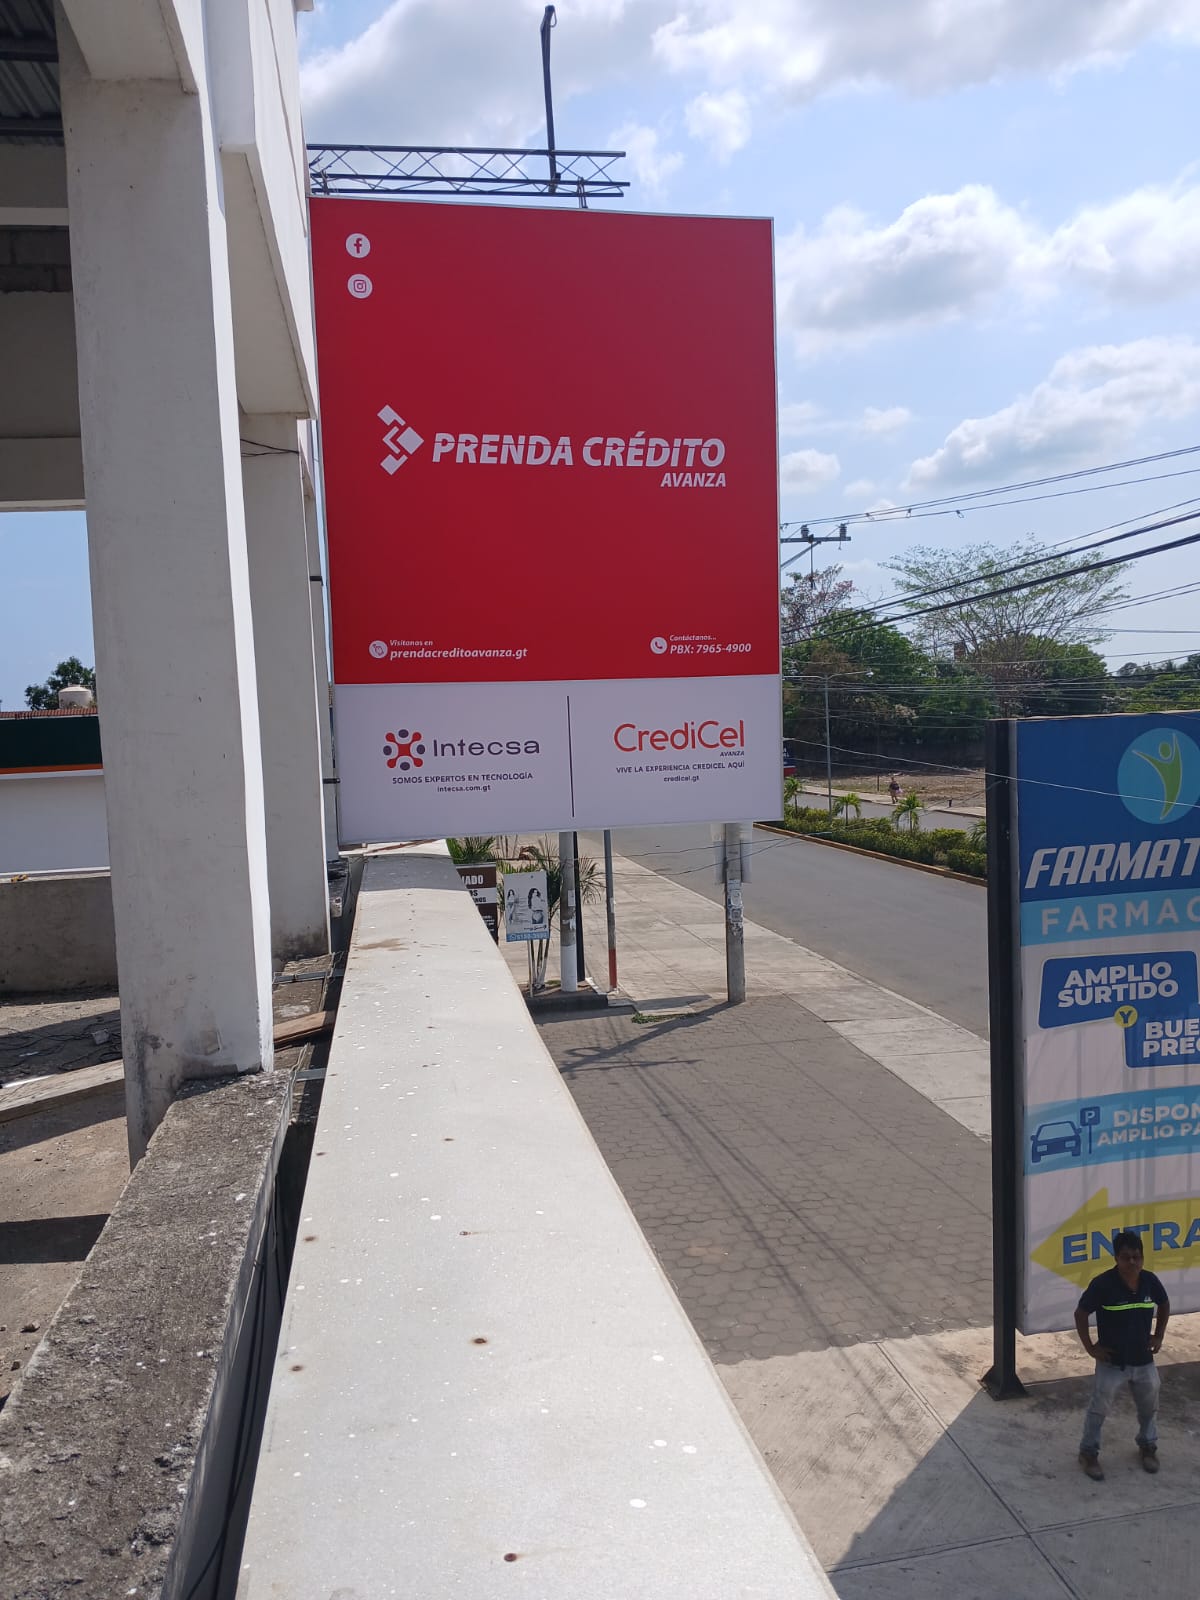 PRENDA CRÉDITO
AVANZA
Visítanos en
prendacreditoavanza.gt
Contáctanos...
PBX: 7965-4900
Intecsa
SOMOS EXPERTOS EN TECNOLOGÍA
intecsa.com.gt
CrediCel
AVANZA
VIVE LA EXPERIENCIA CREDICEL AQUÍ
credicel.gt
FARMAT
FARMAC
AMPLIO
SURTIDO
Y
BUE
PREC
P
DISPON
AMPLIO PA
ENTRA